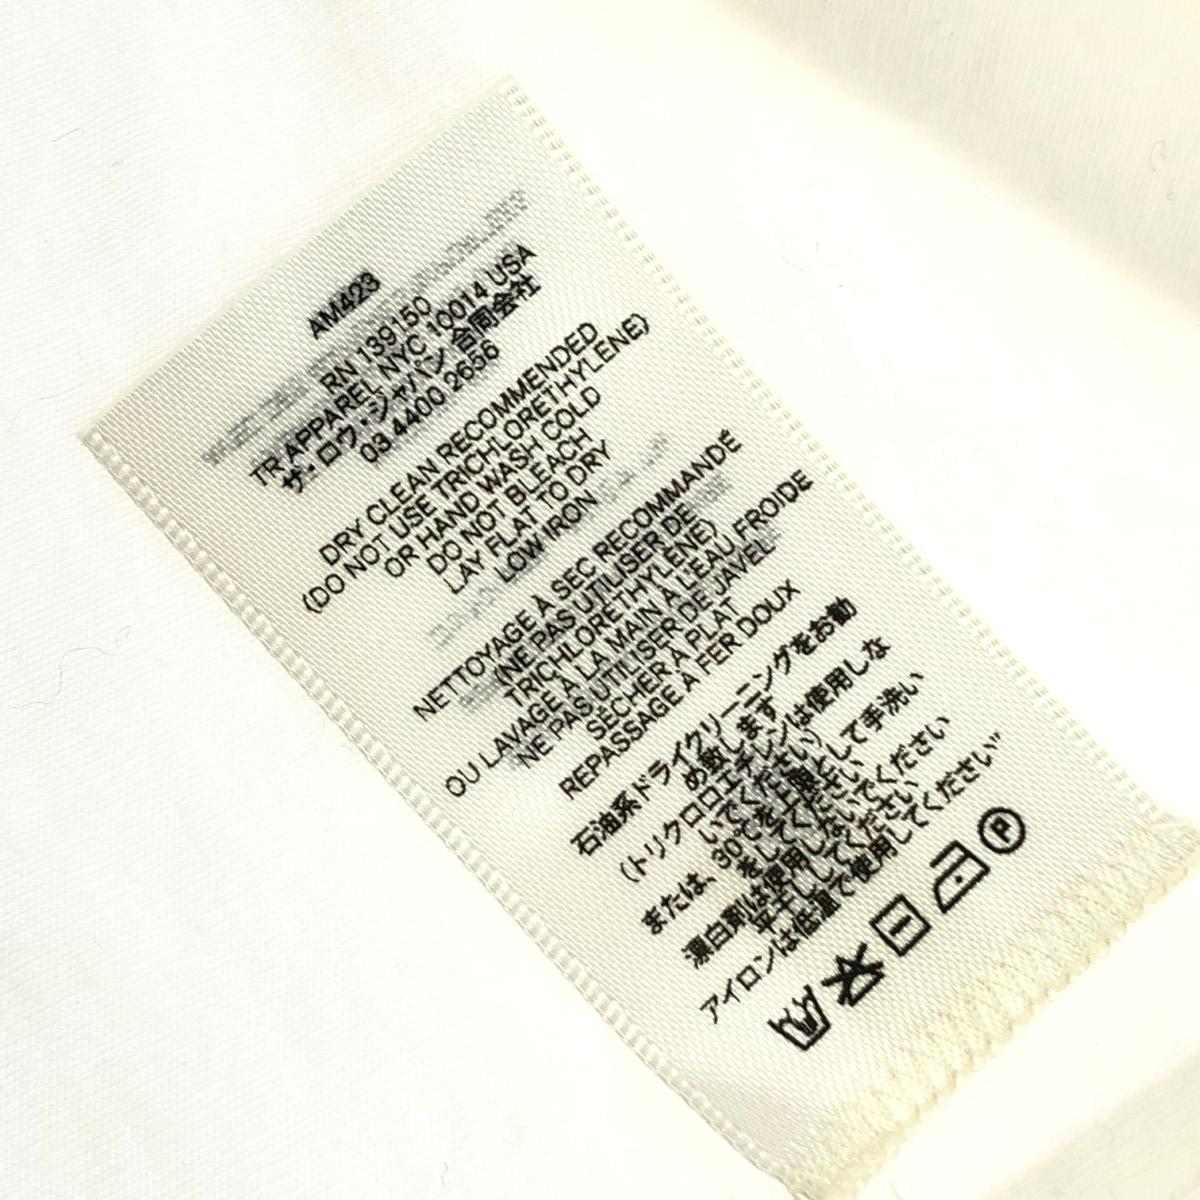 AM423
RN 139150
TR APPAREL NYC 10014 USA
ザ・ロウ・ジャパン 合同会社
03 4400 2656
DRY CLEAN RECOMMENDED
(DO NOT USE TRICHLORETHYLENE)
OR HAND WASH COLD
DO NOT BLEACH
LAY FLAT TO DRY
LOW IRON
NETTOYAGE À SEC RECOMMANDÉ
(NE PAS UTILISER DE
TRICHLORETHYLÈNE)
OU LAVAGE À LA MAIN À L'EAU FROIDE
NE PAS UTILISER DE JAVEL
SÉCHER À PLAT
REPASSAGE À FER DOUX
石油系ドライクリーニングをお勧
め致します
(トリクロロエチレンは使用しな
いでください)
または、30℃を上限として手洗い
をしてください
漂白剤は使用しないでください
平干ししてください
アイロンは低温で使用してください”
P